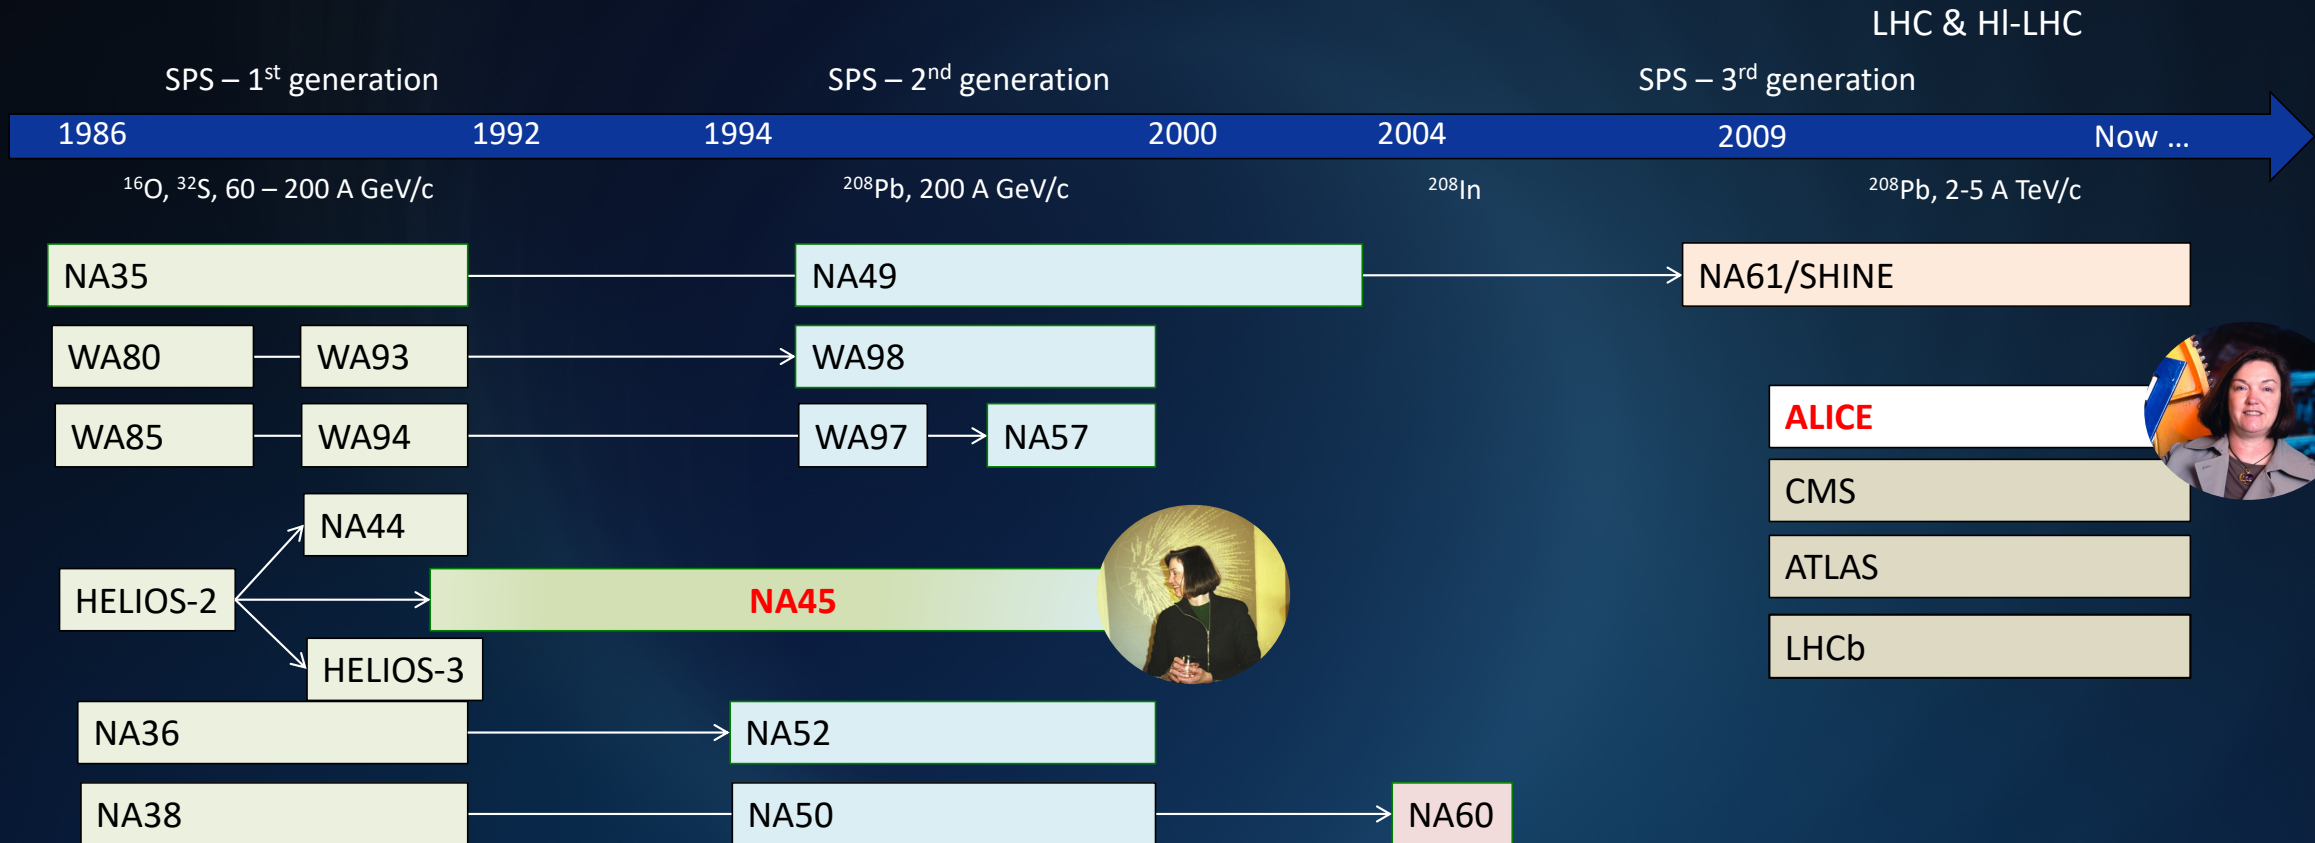 LHC & Hl-LHC
SPS – 1st generation SPS – 2nd generation SPS – 3rd generation
1986 1992 1994 2000 2004 2009 Now ...
16O, 32S, 60 – 200 A GeV/c 208Pb, 200 A GeV/c 208In 208Pb, 2-5 A TeV/c
NA35 NA49 NA61/SHINE
WA80 WA93 WA98
ALICE
WA85 WA94 WA97 NA57
CMS
NA44
ATLAS
HELIOS-2 NA45
LHCb
HELIOS-3
NA36 NA52
NA38 NA50 NA60